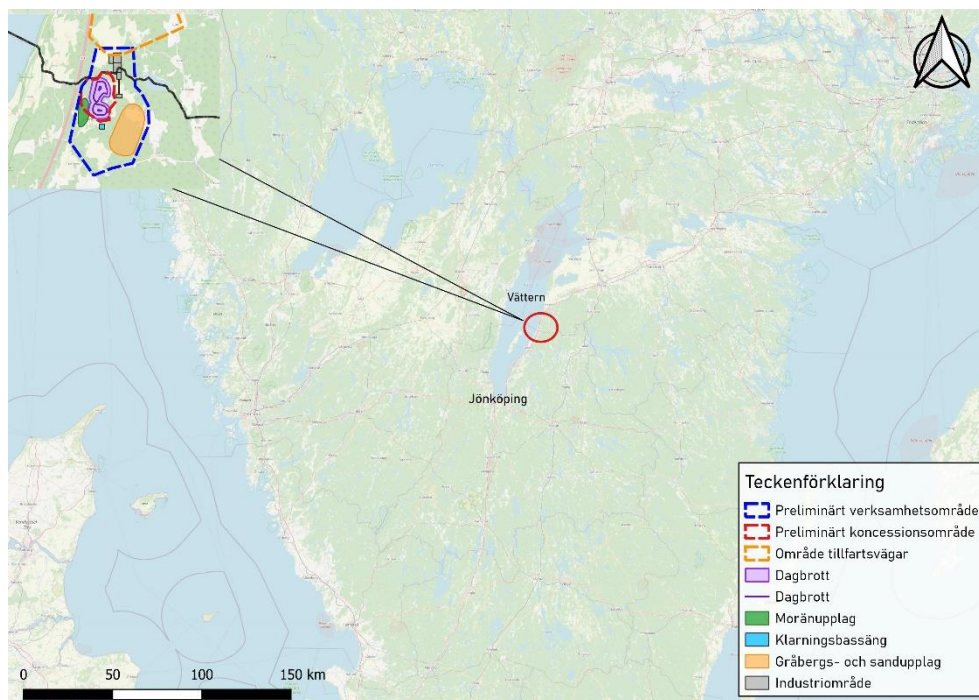 Vättern
Jönköping
Teckenförklaring
Preliminärt verksamhetsområde
Preliminärt koncessionsområde
Område tillfartsvägar
Dagbrott
Dagbrott
Moränupplag
Klarningsbassäng
Gråbergs- och sandupplag
Industriområde
0 50 100 150 km